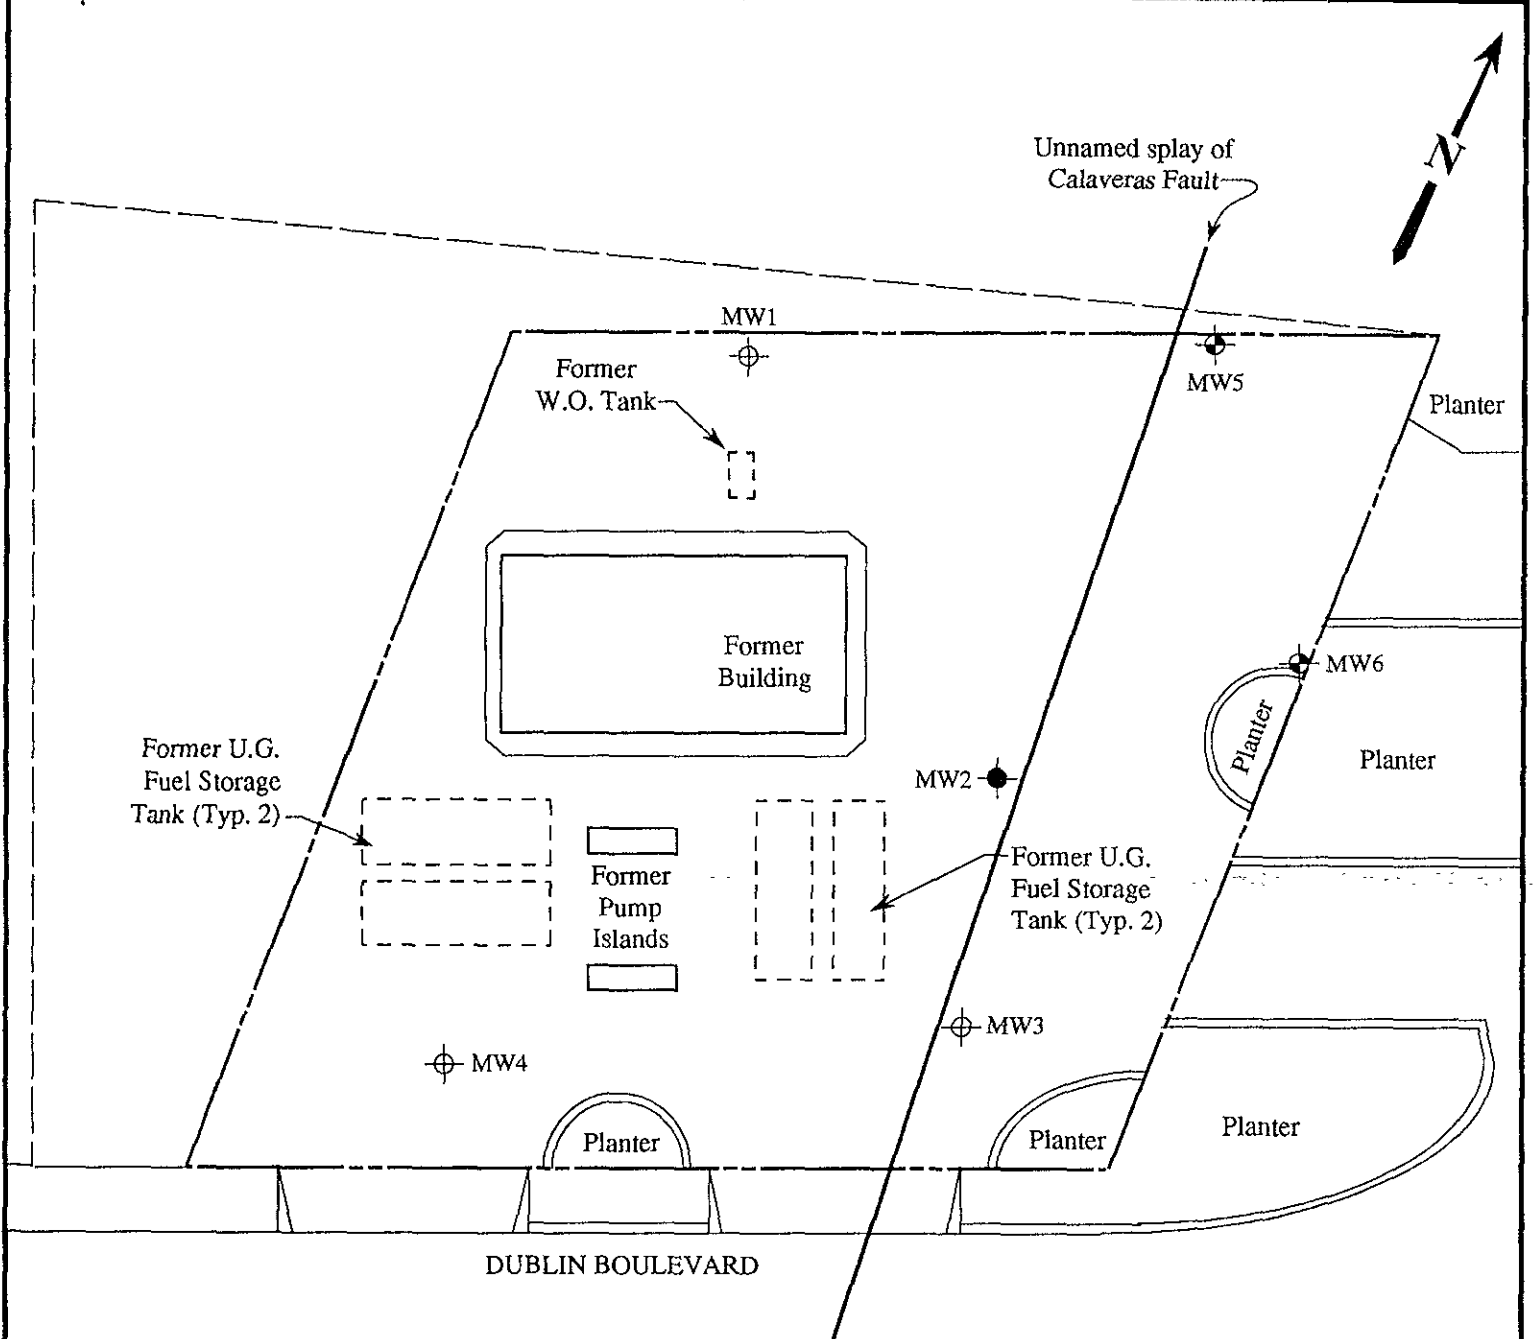 N
Unnamed splay of
Calaveras Fault
MW1
Former
W.O. Tank
MW5
Planter
Former
Building
MW6
Planter
Planter
Former U.G.
Fuel Storage
Tank (Typ. 2)
MW2
Former
Pump
Islands
Former U.G.
Fuel Storage
Tank (Typ. 2)
MW3
MW4
Planter
Planter
Planter
DUBLIN BOULEVARD